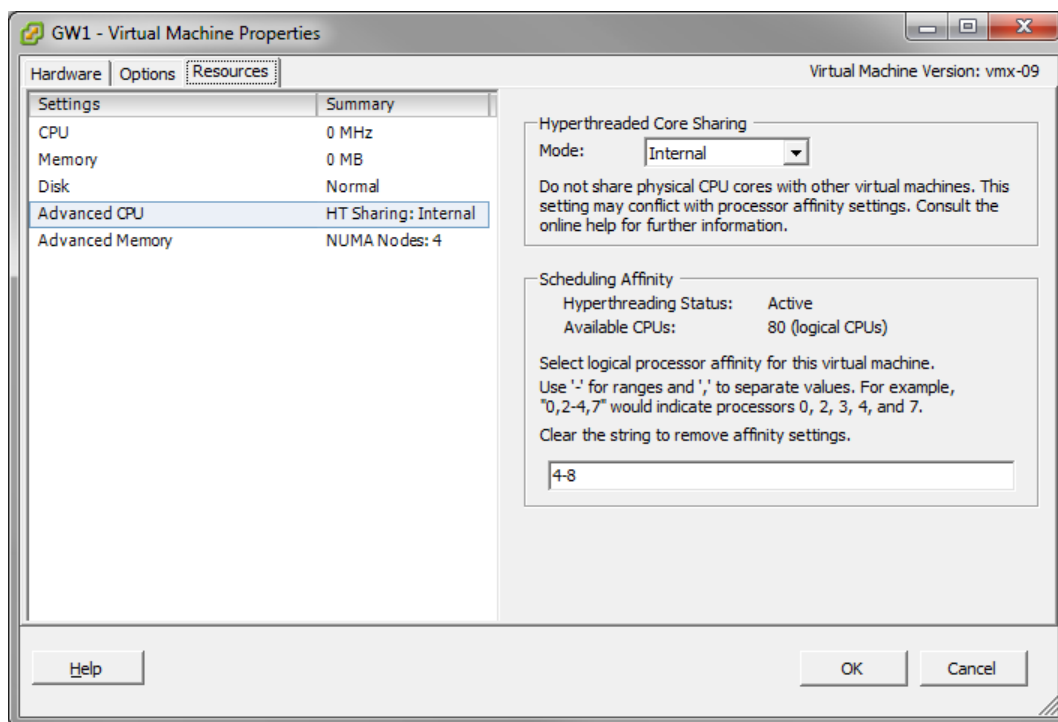 GW1 - Virtual Machine Properties
Hardware Options Resources
Virtual Machine Version: vmx-09
Settings Summary
CPU 0 MHz
Memory 0 MB
Disk Normal
Advanced CPU HT Sharing: Internal
Advanced Memory NUMA Nodes: 4
Hyperthreaded Core Sharing
Mode: Internal
Do not share physical CPU cores with other virtual machines. This
setting may conflict with processor affinity settings. Consult the
online help for further information.
Scheduling Affinity
Hyperthreading Status: Active
Available CPUs: 80 (logical CPUs)
Select logical processor affinity for this virtual machine.
Use '-' for ranges and ',' to separate values. For example,
"0,2-4,7" would indicate processors 0, 2, 3, 4, and 7.
Clear the string to remove affinity settings.
4-8
Help OK Cancel